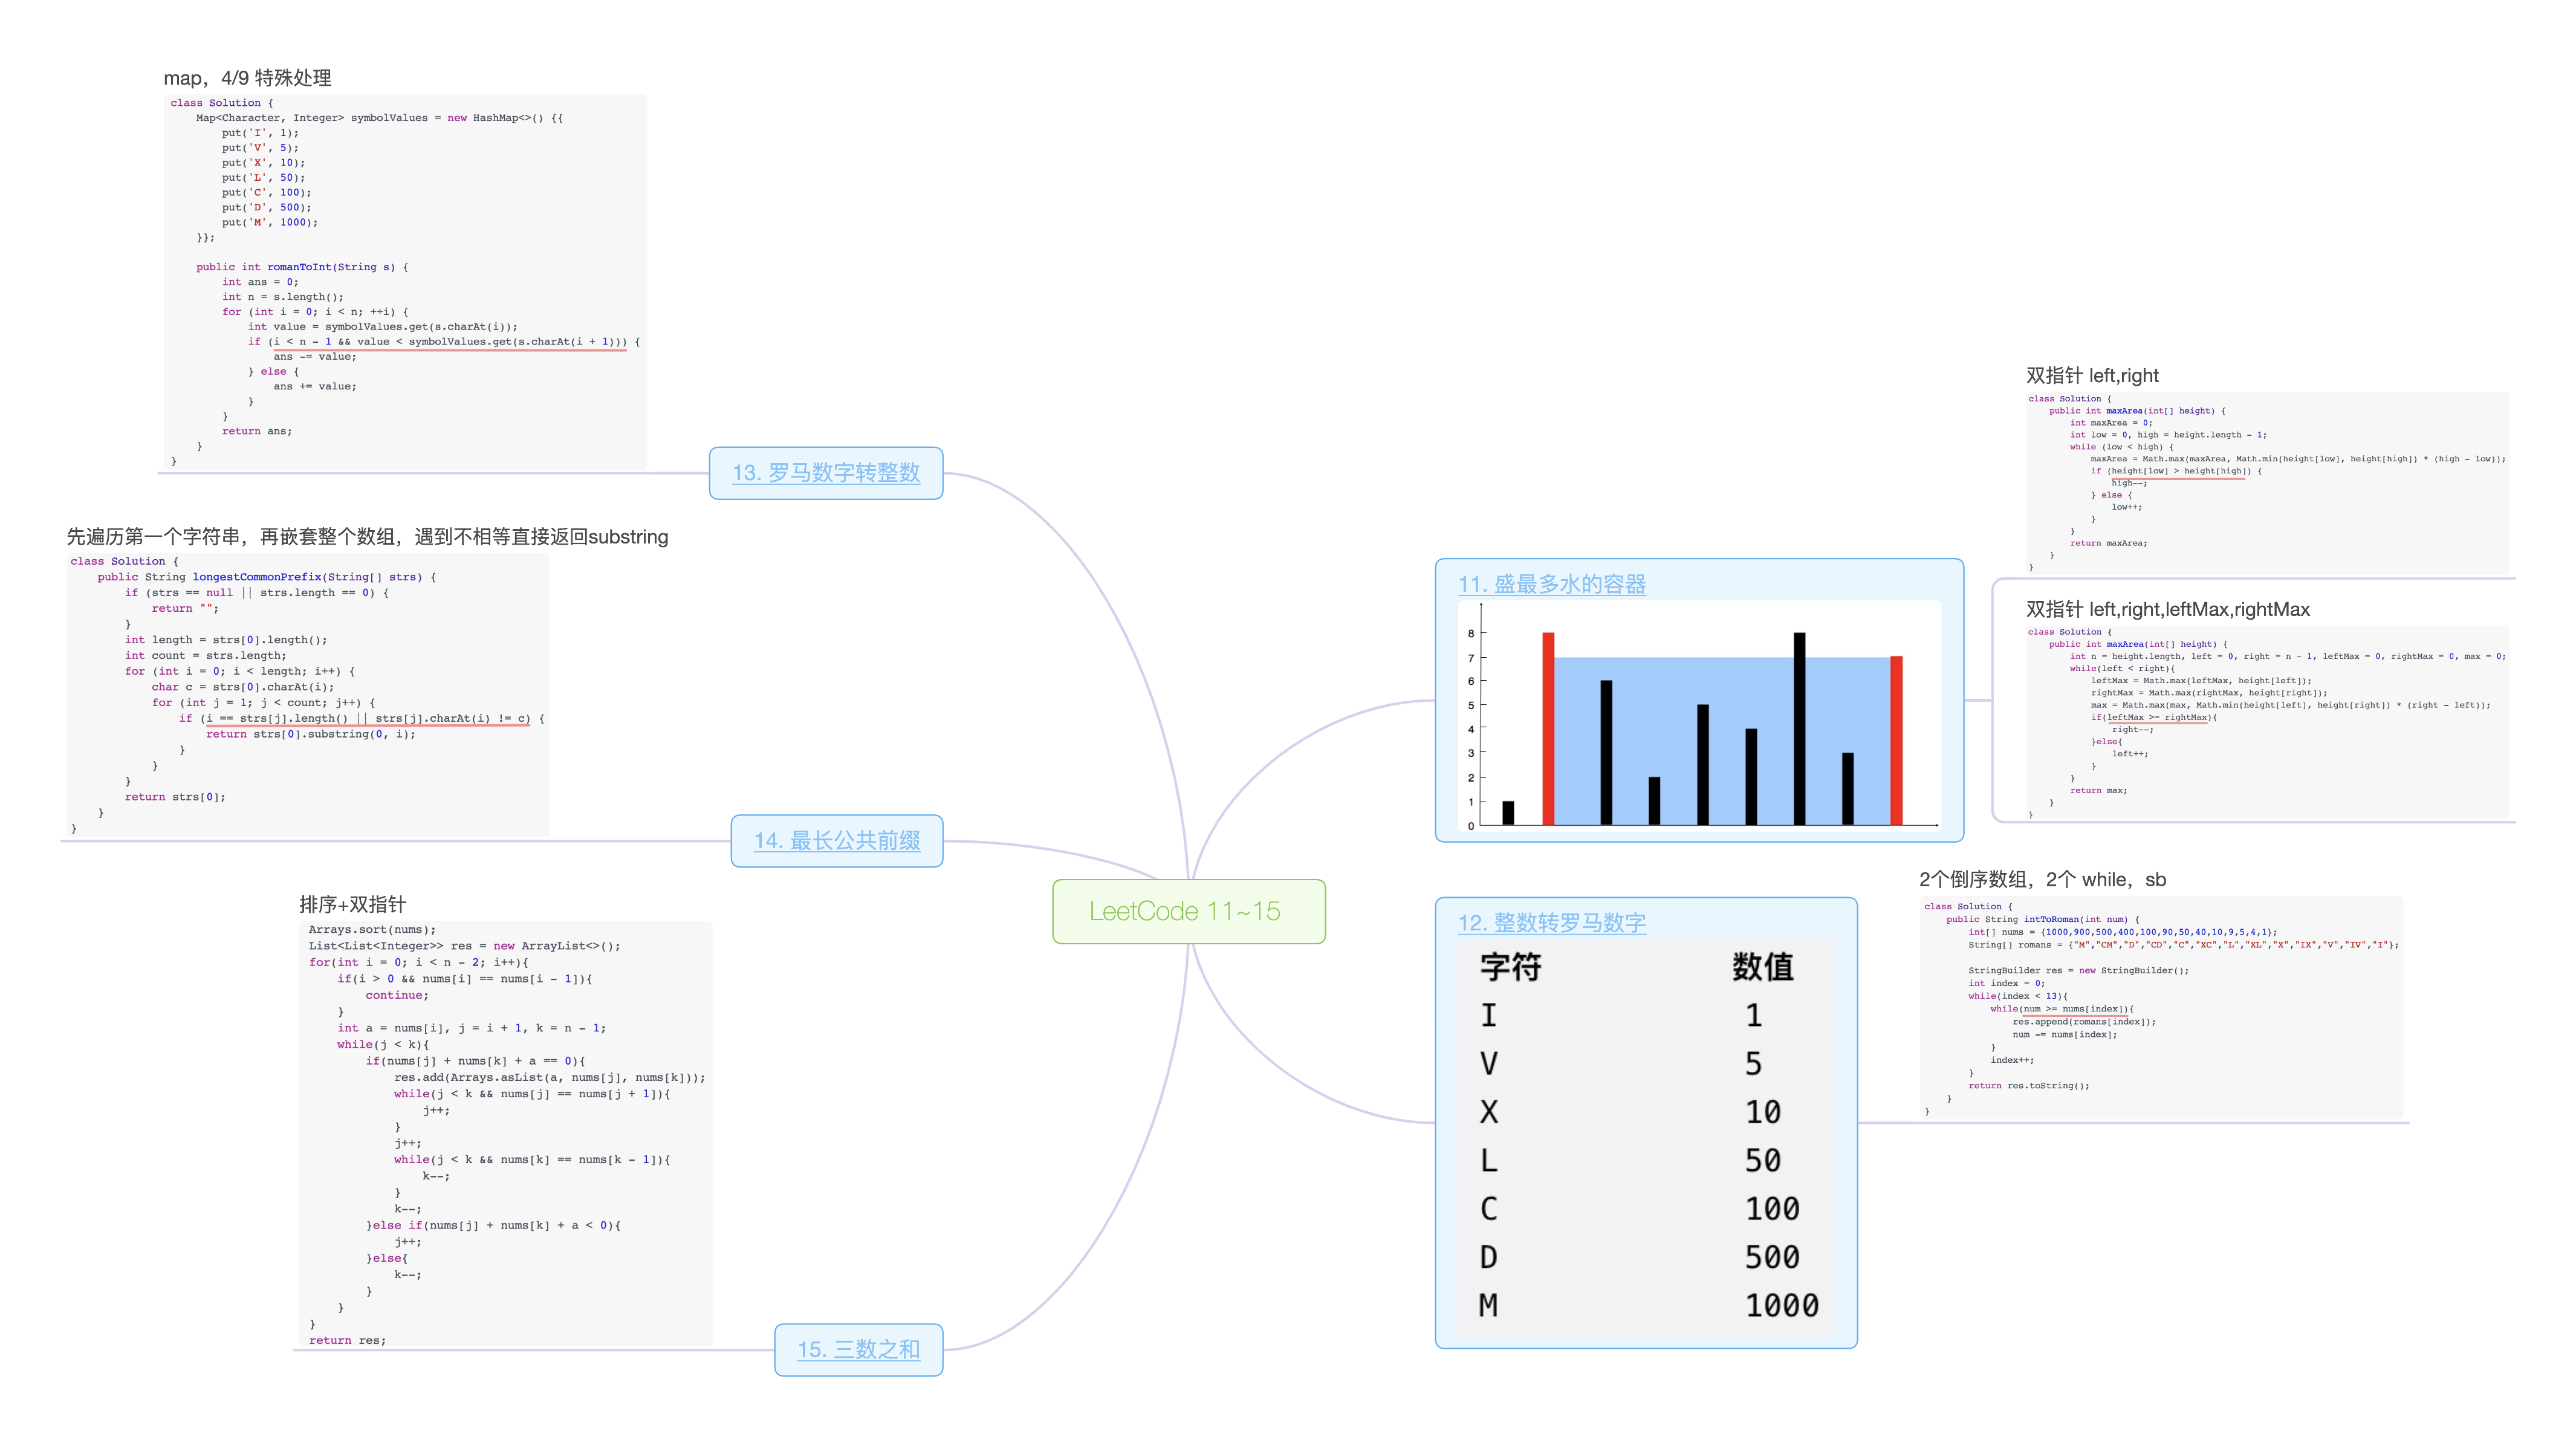 LeetCode 11~15
11. 盛最多水的容器
8
7
6
5
4
3
2
1
0
双指针 left,right
class Solution {
    public int maxArea(int[] height) {
        int maxArea = 0;
        int low = 0, high = height.length - 1;
        while (low < high) {
            maxArea = Math.max(maxArea, Math.min(height[low], height[high]) * (high - low));
            if (height[low] > height[high]) {
                high--;
            } else {
                low++;
            }
        }
        return maxArea;
    }
}
双指针 left,right,leftMax,rightMax
class Solution {
    public int maxArea(int[] height) {
        int n = height.length, left = 0, right = n - 1, leftMax = 0, rightMax = 0, max = 0;
        while(left < right){
            leftMax = Math.max(leftMax, height[left]);
            rightMax = Math.max(rightMax, height[right]);
            max = Math.max(max, Math.min(height[left], height[right]) * (right - left));
            if(leftMax >= rightMax){
                right--;
            }else{
                left++;
            }
        }
        return max;
    }
}
12. 整数转罗马数字
字符 数值
I 1
V 5
X 10
L 50
C 100
D 500
M 1000
2个倒序数组，2个 while，sb
class Solution {
    public String intToRoman(int num) {
        int[] nums = {1000,900,500,400,100,90,50,40,10,9,5,4,1};
        String[] romans = {"M","CM","D","CD","C","XC","L","XL","X","IX","V","IV","I"};
        StringBuilder res = new StringBuilder();
        int index = 0;
        while(index < 13){
            while(num >= nums[index]){
                res.append(romans[index]);
                num -= nums[index];
            }
            index++;
        }
        return res.toString();
    }
}
13. 罗马数字转整数
map，4/9 特殊处理
class Solution {
    Map<Character, Integer> symbolValues = new HashMap<>() {{
        put('I', 1);
        put('V', 5);
        put('X', 10);
        put('L', 50);
        put('C', 100);
        put('D', 500);
        put('M', 1000);
    }};
    public int romanToInt(String s) {
        int ans = 0;
        int n = s.length();
        for (int i = 0; i < n; ++i) {
            int value = symbolValues.get(s.charAt(i));
            if (i < n - 1 && value < symbolValues.get(s.charAt(i + 1))) {
                ans -= value;
            } else {
                ans += value;
            }
        }
        return ans;
    }
}
14. 最长公共前缀
先遍历第一个字符串，再嵌套整个数组，遇到不相等直接返回substring
class Solution {
    public String longestCommonPrefix(String[] strs) {
        if (strs == null || strs.length == 0) {
            return "";
        }
        int length = strs[0].length();
        int count = strs.length;
        for (int i = 0; i < length; i++) {
            char c = strs[0].charAt(i);
            for (int j = 1; j < count; j++) {
                if (i == strs[j].length() || strs[j].charAt(i) != c) {
                    return strs[0].substring(0, i);
                }
            }
        }
        return strs[0];
    }
}
15. 三数之和
排序+双指针
Arrays.sort(nums);
List<List<Integer>> res = new ArrayList<>();
for(int i = 0; i < n - 2; i++){
    if(i > 0 && nums[i] == nums[i - 1]){
        continue;
    }
    int a = nums[i], j = i + 1, k = n - 1;
    while(j < k){
        if(nums[j] + nums[k] + a == 0){
            res.add(Arrays.asList(a, nums[j], nums[k]));
            while(j < k && nums[j] == nums[j + 1]){
                j++;
            }
            j++;
            while(j < k && nums[k] == nums[k - 1]){
                k--;
            }
            k--;
        }else if(nums[j] + nums[k] + a < 0){
            j++;
        }else{
            k--;
        }
    }
}
return res;